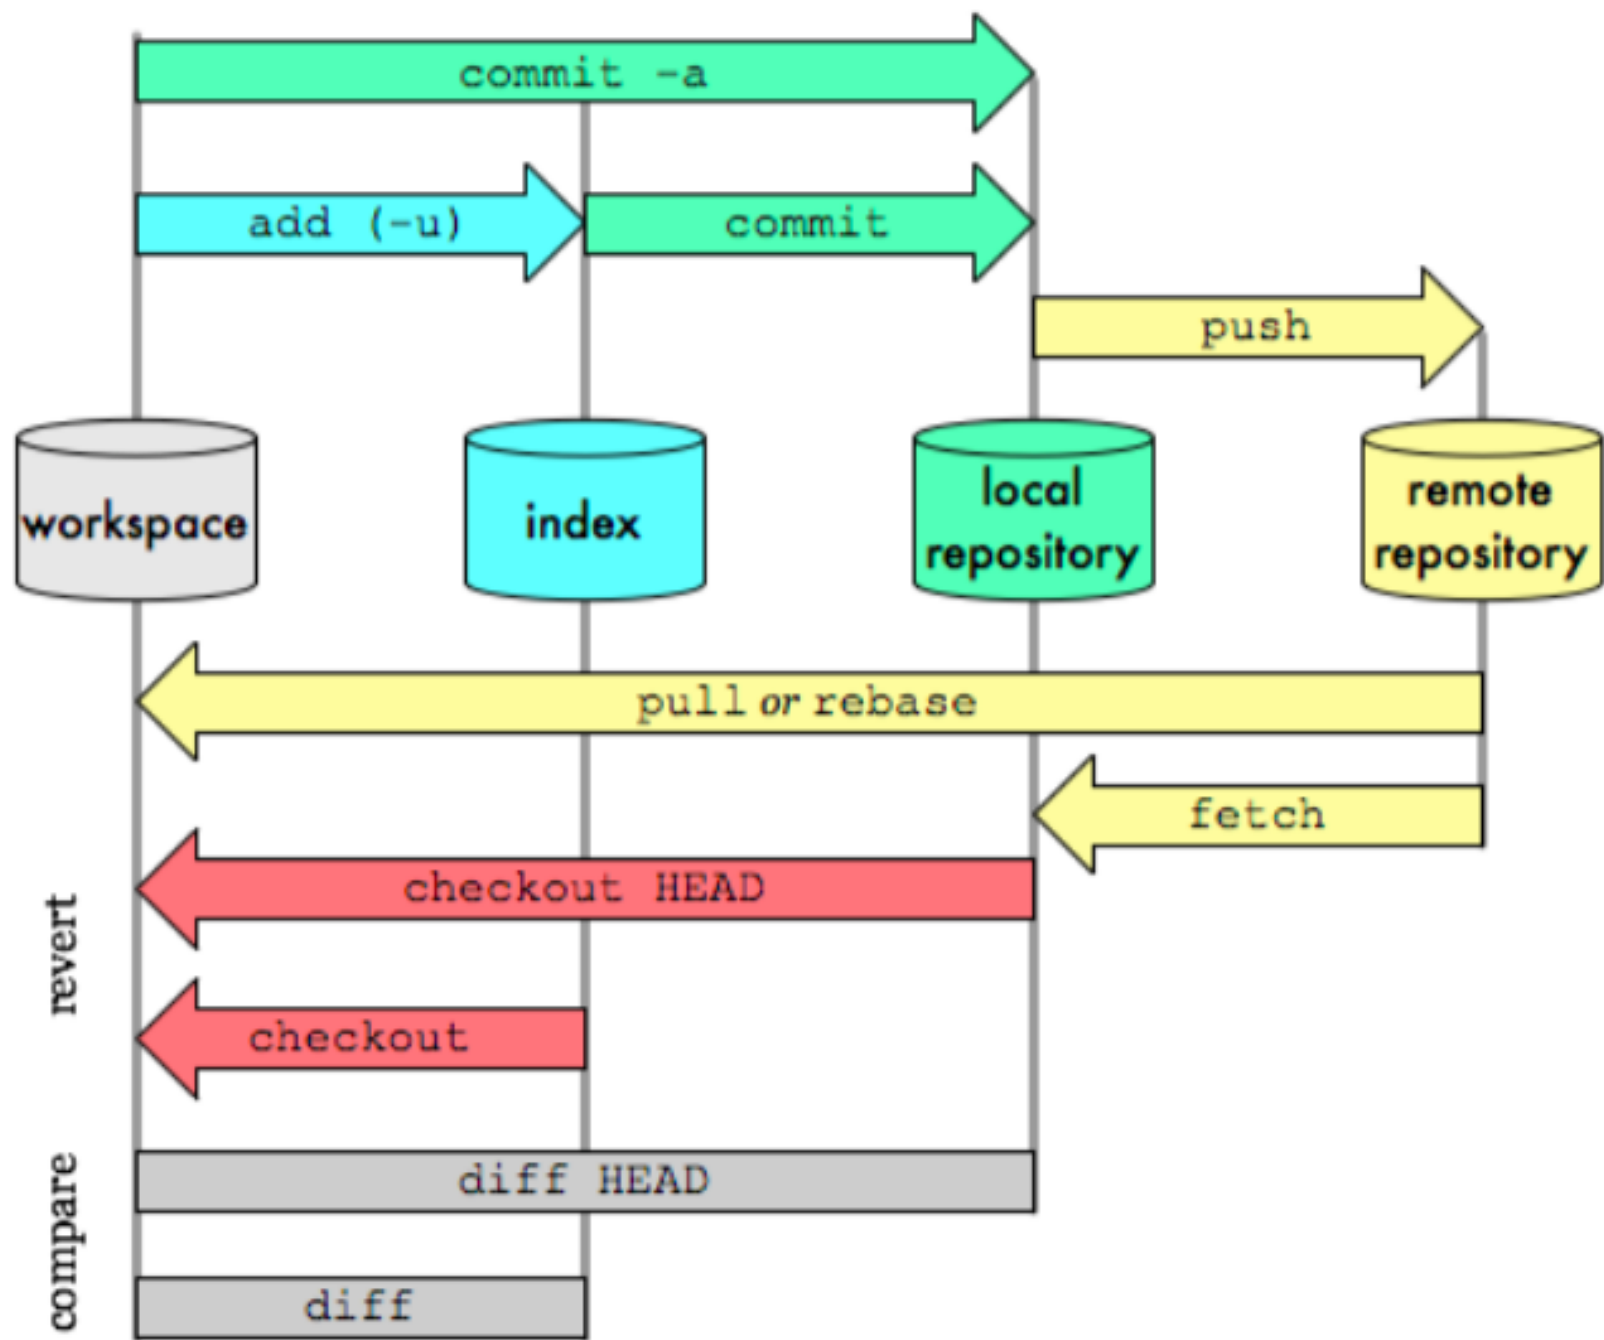 commit -a
add (-u)
commit
push
workspace
index
local
repository
remote
repository
pull or rebase
fetch
revert
checkout HEAD
checkout
compare
diff HEAD
diff